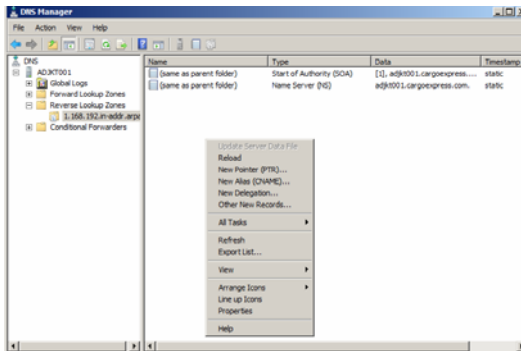 DNS Manager
File Action View Help
DNS
ADJKT001
Global Logs
Forward Lookup Zones
Reverse Lookup Zones
1.168.192.in-addr.arpa
Conditional Forwarders
Name Type Data Timestamp
(same as parent folder) Start of Authority (SOA) [1], adjkt001.cargoexpress.... static
(same as parent folder) Name Server (NS) adjkt001.cargoexpress.com. static
Update Server Data File
Reload
New Pointer (PTR)...
New Alias (CNAME)...
New Delegation...
Other New Records...
All Tasks
Refresh
Export List...
View
Arrange Icons
Line up Icons
Properties
Help